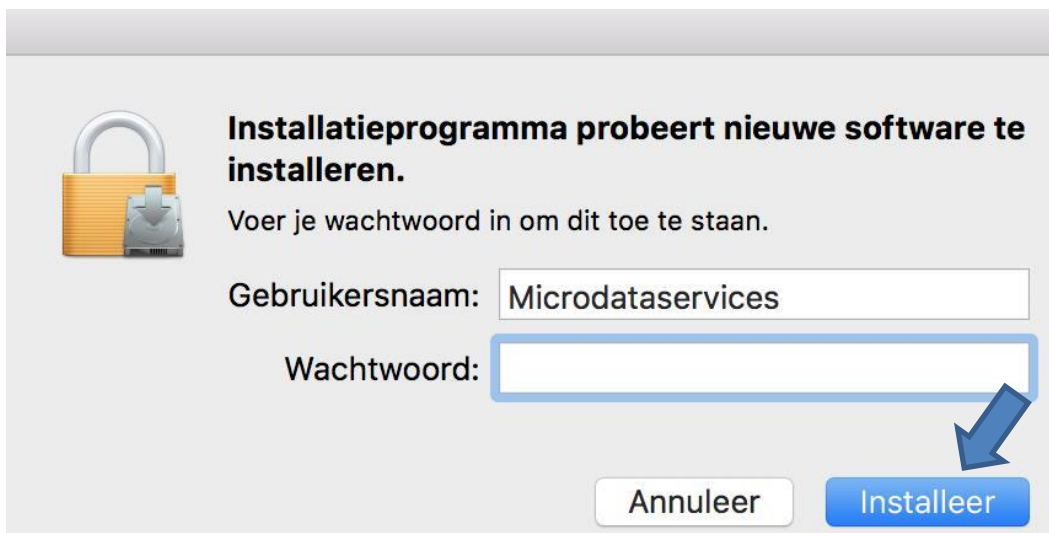 Installatieprogramma probeert nieuwe software te
installeren.
Voer je wachtwoord in om dit toe te staan.
Gebruikersnaam: Microdataservices
Wachtwoord:
Annuleer Installeer